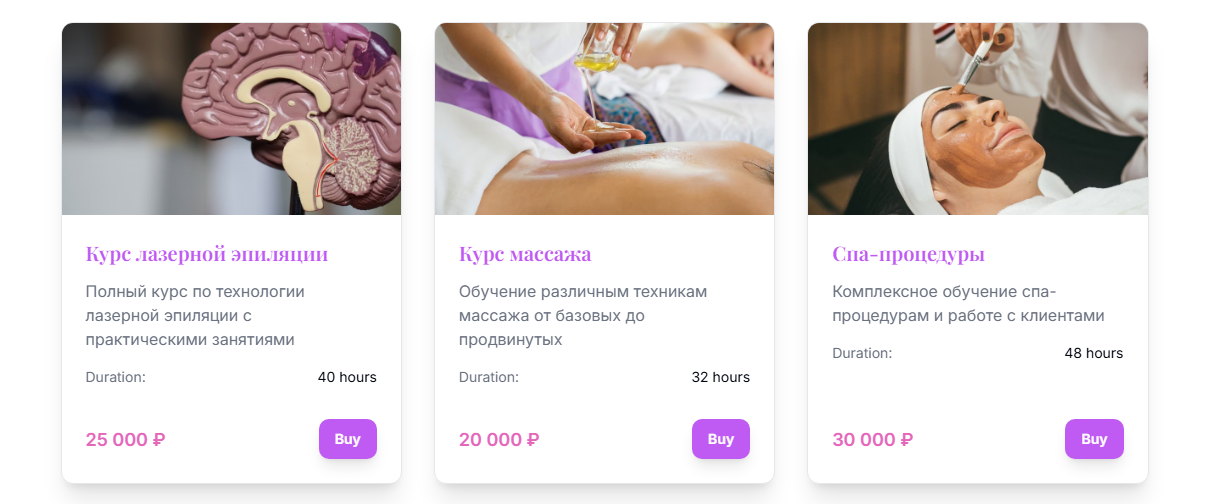 Курс лазерной эпиляции
Полный курс по технологии
лазерной эпиляции с
практическими занятиями
Duration: 40 hours
25 000 ₽ Buy
Курс массажа
Обучение различным техникам
массажа от базовых до
продвинутых
Duration: 32 hours
20 000 ₽ Buy
Спа-процедуры
Комплексное обучение спа-
процедурам и работе с клиентами
Duration: 48 hours
30 000 ₽ Buy